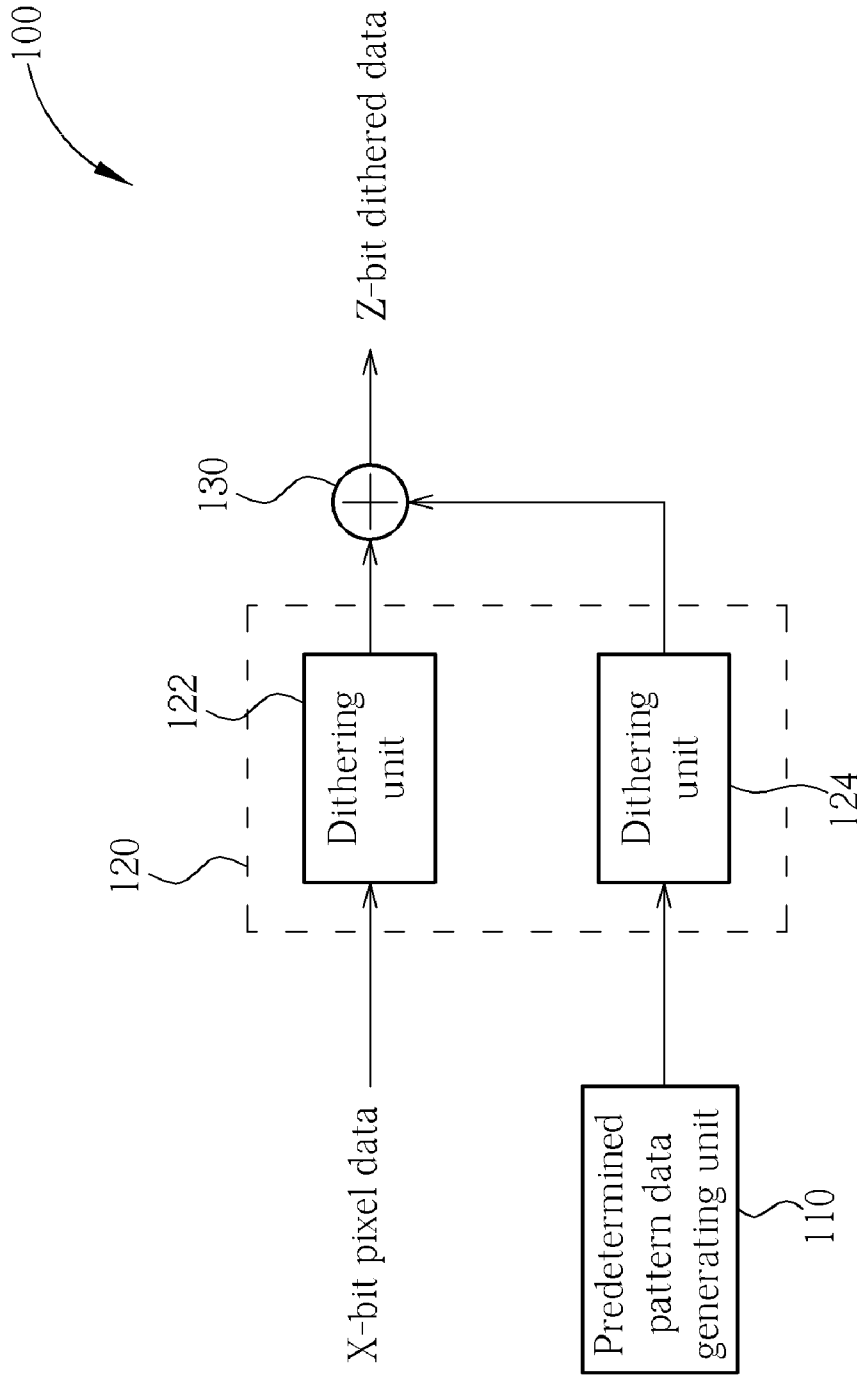 100
120
122
130
Dithering
unit
X-bit pixel data
Z-bit dithered data
Predetermined
pattern data
generating unit
Dithering
unit
110
124